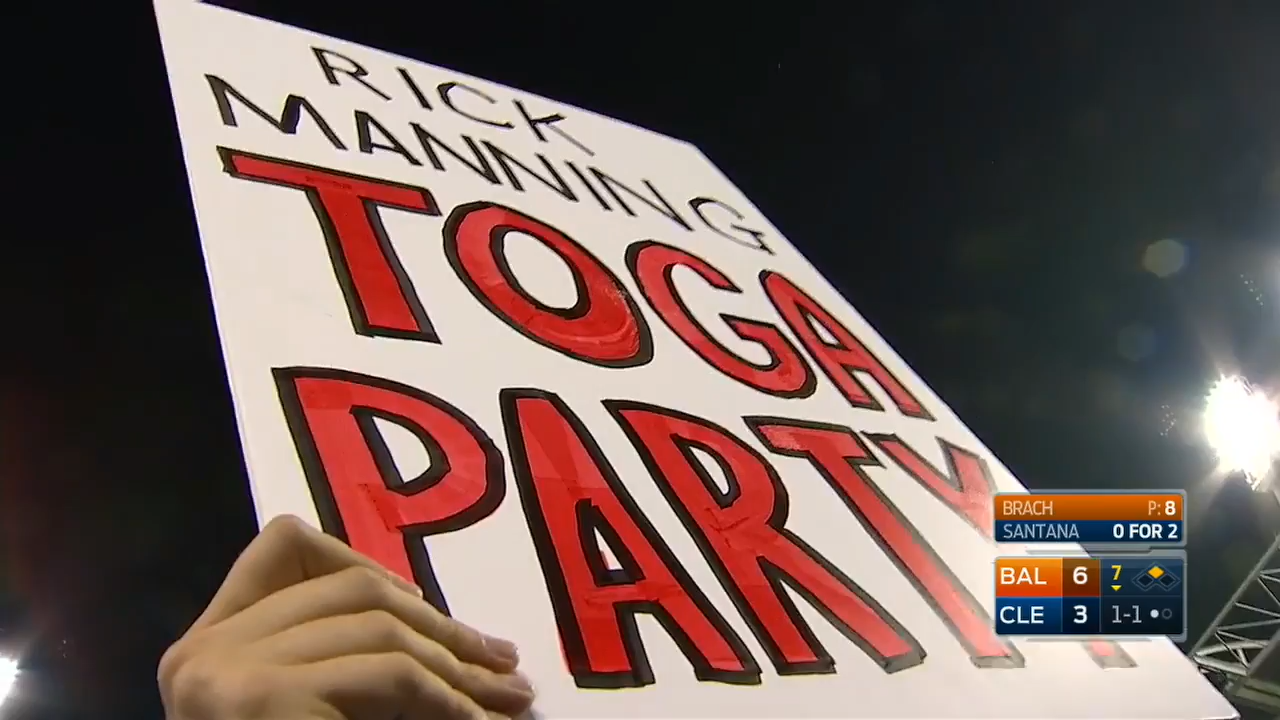 RICK
MANNING
TOGA
PARTY!
BRACH P: 8
SANTANA 0 FOR 2
BAL 6 7
CLE 3 1-1